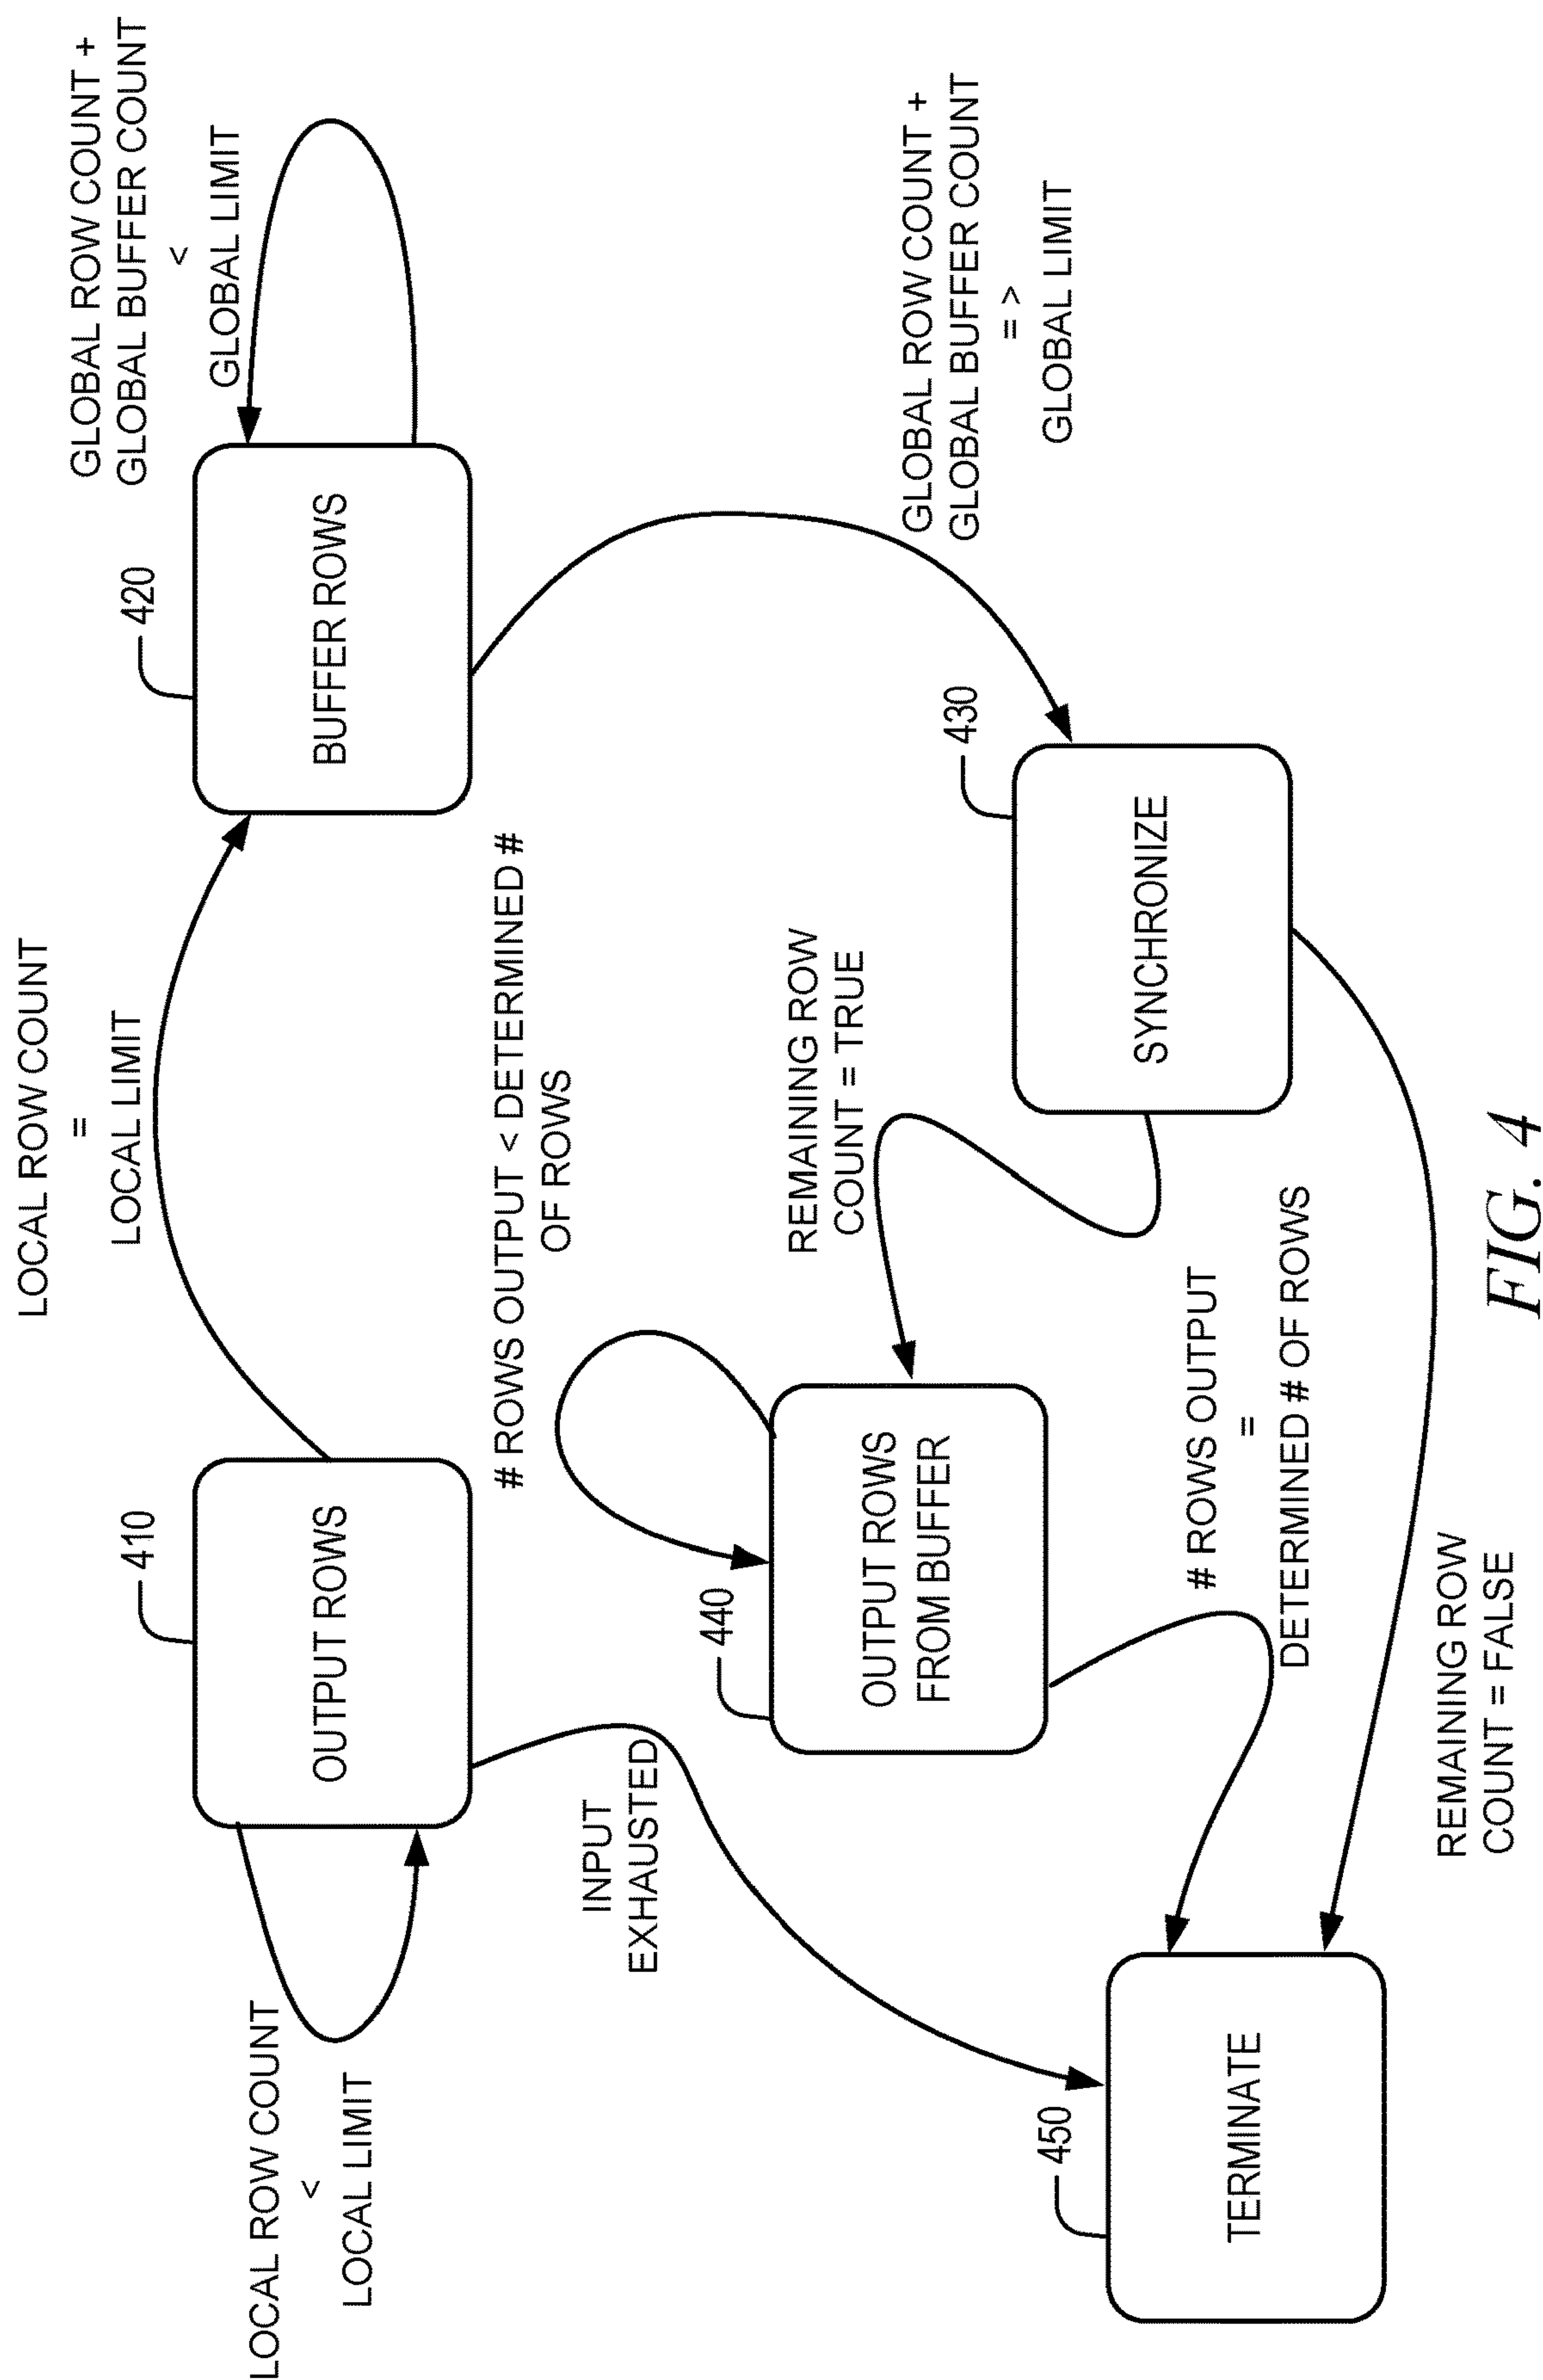 LOCAL ROW COUNT
=
LOCAL LIMIT
GLOBAL ROW COUNT +
GLOBAL BUFFER COUNT
<
GLOBAL LIMIT
410
420
LOCAL ROW COUNT
<
LOCAL LIMIT
OUTPUT ROWS
BUFFER ROWS
# ROWS OUTPUT < DETERMINED #
OF ROWS
INPUT
EXHAUSTED
440
OUTPUT ROWS
FROM BUFFER
REMAINING ROW
COUNT = TRUE
430
GLOBAL ROW COUNT +
GLOBAL BUFFER COUNT
= >
GLOBAL LIMIT
SYNCHRONIZE
450
TERMINATE
# ROWS OUTPUT
=
DETERMINED # OF ROWS
REMAINING ROW
COUNT = FALSE
FIG. 4